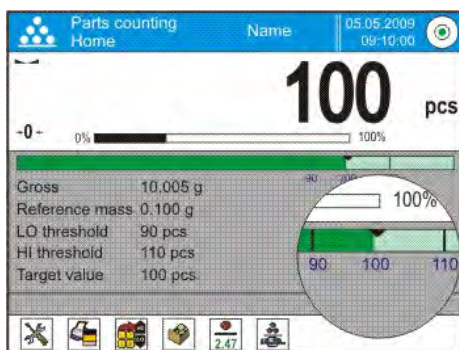 Parts counting
Home
Name
05.05.2009
09:10:00
100 pcs
-0-
0% 100%
90
Gross 10.005 g
Reference mass 0.100 g
LO threshold 90 pcs
HI threshold 110 pcs
Target value 100 pcs
100%
90 100 110
2.47